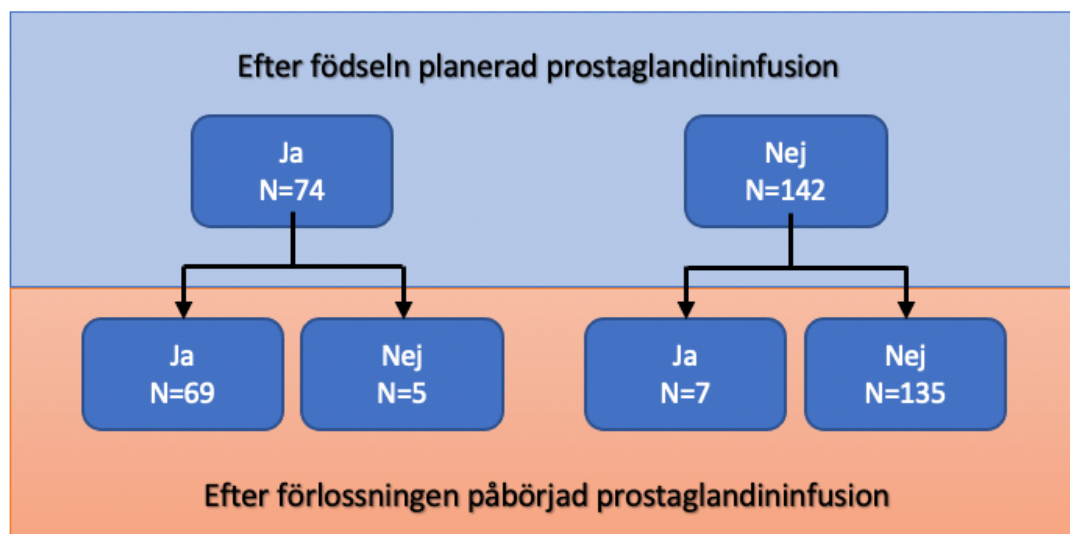 Efter födseln planerad prostaglandininfusion
Ja
N=74
Nej
N=142
Ja
N=69
Nej
N=5
Ja
N=7
Nej
N=135
Efter förlossningen påbörjad prostaglandininfusion